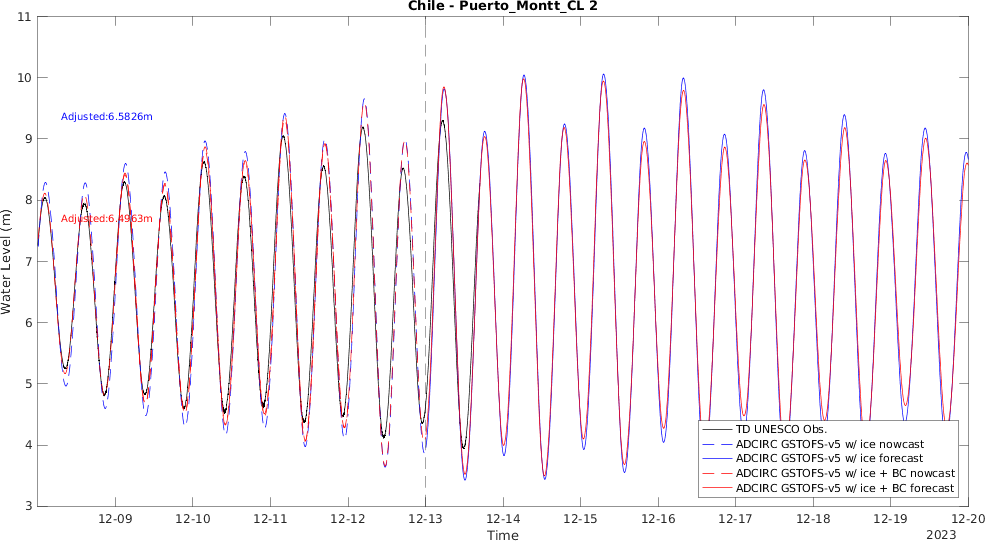 Chile - Puerto_Montt_CL 2
11
10
9
8
7
6
5
4
3
Water Level (m)
Adjusted:6.5826m
Adjusted:6.4963m
TD UNESCO Obs.
ADCIRC GSTOFS-v5 w/ ice nowcast
ADCIRC GSTOFS-v5 w/ ice forecast
ADCIRC GSTOFS-v5 w/ ice + BC nowcast
ADCIRC GSTOFS-v5 w/ ice + BC forecast
12-09 12-10 12-11 12-12 12-13 12-14 12-15 12-16 12-17 12-18 12-19 12-20
Time
2023